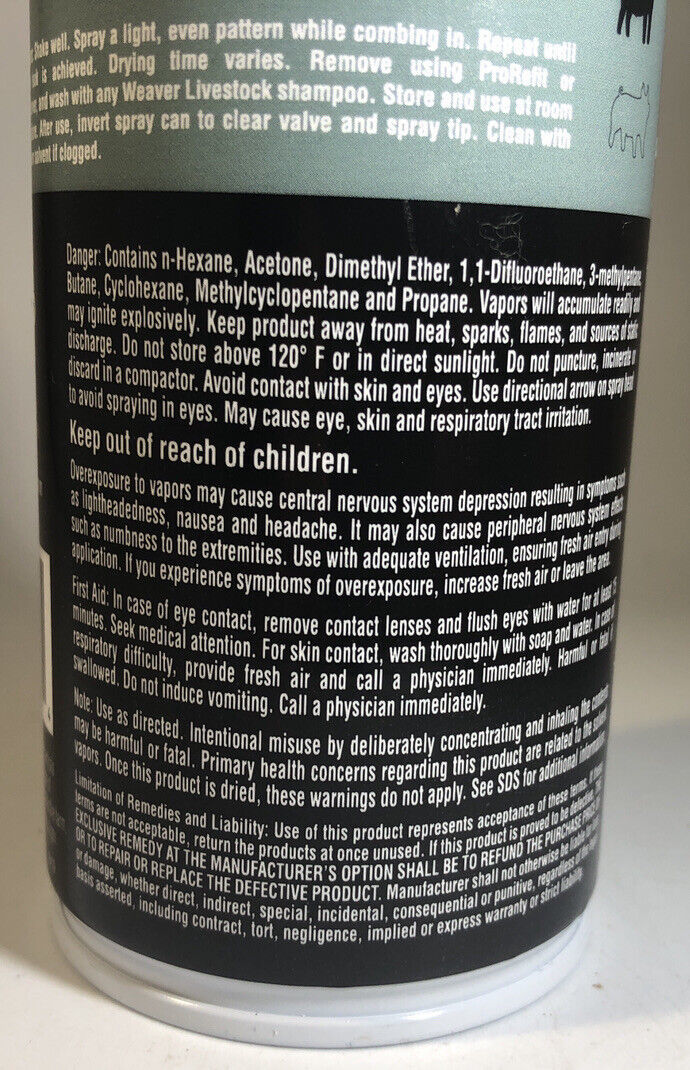 Shake well. Spray a light, even pattern while combing in. Repeat until
is achieved. Drying time varies. Remove using ProRefit or
and wash with any Weaver Livestock shampoo. Store and use at room
After use, invert spray can to clear valve and spray tip. Clean with
solvent if clogged.
Danger: Contains n-Hexane, Acetone, Dimethyl Ether, 1,1-Difluoroethane, 3-methylpentane,
Butane, Cyclohexane, Methylcyclopentane and Propane. Vapors will accumulate readily and
may ignite explosively. Keep product away from heat, sparks, flames, and sources of static
discharge. Do not store above 120° F or in direct sunlight. Do not puncture, incinerate or
discard in a compactor. Avoid contact with skin and eyes. Use directional arrow on spray head
to avoid spraying in eyes. May cause eye, skin and respiratory tract irritation.
Keep out of reach of children.
Overexposure to vapors may cause central nervous system depression resulting in symptoms such
as lightheadedness, nausea and headache. It may also cause peripheral nervous system effects
such as numbness to the extremities. Use with adequate ventilation, ensuring fresh air entry during
application. If you experience symptoms of overexposure, increase fresh air or leave the area.
First Aid: In case of eye contact, remove contact lenses and flush eyes with water for at least 15
minutes. Seek medical attention. For skin contact, wash thoroughly with soap and water. In case of
respiratory difficulty, provide fresh air and call a physician immediately. Harmful or fatal if
swallowed. Do not induce vomiting. Call a physician immediately.
Note: Use as directed. Intentional misuse by deliberately concentrating and inhaling the contents
may be harmful or fatal. Primary health concerns regarding this product are related to the solvent
vapors. Once this product is dried, these warnings do not apply. See SDS for additional information.
Limitation of Remedies and Liability: Use of this product represents acceptance of these terms. If these
terms are not acceptable, return the products at once unused. If this product is proved to be defective, THE
EXCLUSIVE REMEDY AT THE MANUFACTURER'S OPTION SHALL BE TO REFUND THE PURCHASE PRICE
OR TO REPAIR OR REPLACE THE DEFECTIVE PRODUCT. Manufacturer shall not otherwise be liable for
or damage, whether direct, indirect, special, incidental, consequential or punitive, regardless of the
basis asserted, including contract, tort, negligence, implied or express warranty or strict liability.